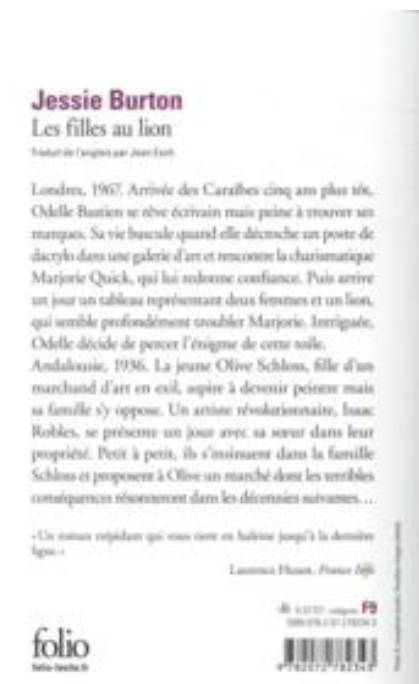 Jessie Burton
Les filles au lion
Traduit de l'anglais par Jean Esch
Londres, 1967. Arrivée des Caraïbes cinq ans plus tôt,
Odelle Bastien se rêve écrivain mais peine à trouver ses
marques. Sa vie bascule quand elle décroche un poste de
dactylo dans une galerie d'art et rencontre la charismatique
Marjorie Quick, qui lui redonne confiance. Puis arrive
un jour un tableau représentant deux femmes et un lion,
qui semble profondément troubler Marjorie. Intriguée,
Odelle décide de percer l'énigme de cette toile.
Andalousie, 1936. La jeune Olive Schloss, fille d'un
marchand d'art en exil, aspire à devenir peintre mais
sa famille s'y oppose. Un artiste révolutionnaire, Isaac
Robles, se présente un jour avec sa sœur dans leur
propriété. Petit à petit, ils s'insinuent dans la famille
Schloss et proposent à Olive un marché dont les terribles
conséquences résonneront dans les décennies suivantes…
« Un roman trépidant qui vous tient en haleine jusqu'à la dernière
ligne. »
Laurence Houot, France Info
catégorie F9
folio
folio-lesite.fr
9 782072 782343